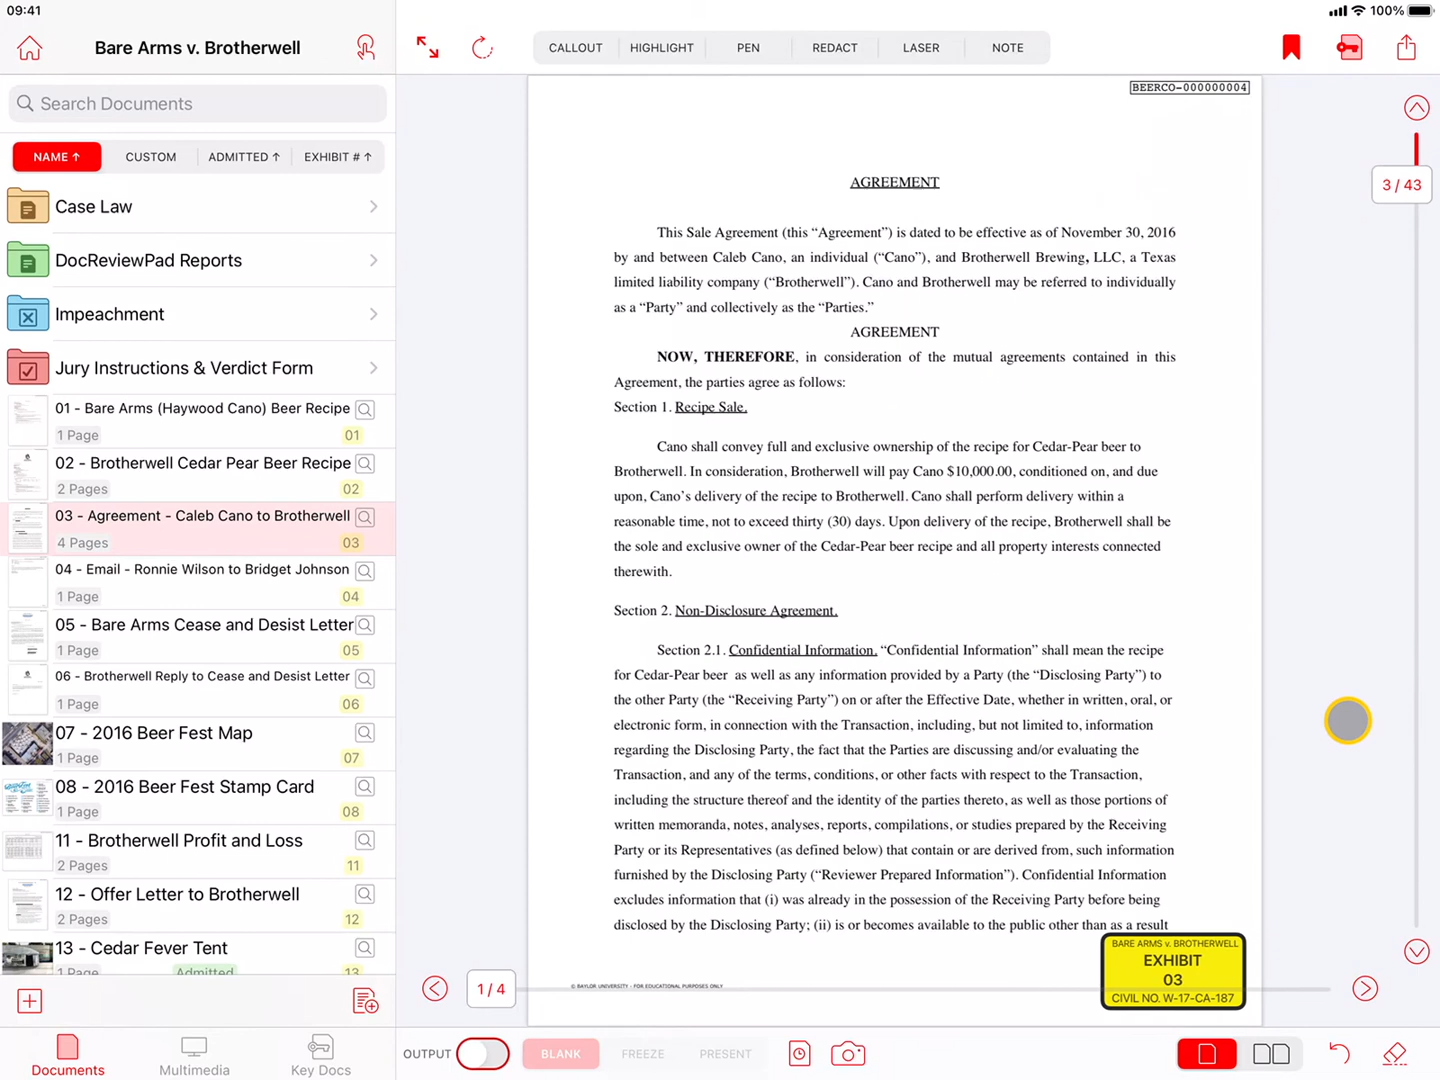 09:41
100%
Bare Arms v. Brotherwell
CALLOUT HIGHLIGHT PEN REDACT LASER NOTE
Search Documents
NAME ↑ CUSTOM ADMITTED ↑ EXHIBIT # ↑
Case Law
DocReviewPad Reports
Impeachment
Jury Instructions & Verdict Form
01 - Bare Arms (Haywood Cano) Beer Recipe
1 Page 01
02 - Brotherwell Cedar Pear Beer Recipe
2 Pages 02
03 - Agreement - Caleb Cano to Brotherwell
4 Pages 03
04 - Email - Ronnie Wilson to Bridget Johnson
1 Page 04
05 - Bare Arms Cease and Desist Letter
1 Page 05
06 - Brotherwell Reply to Cease and Desist Letter
1 Page 06
07 - 2016 Beer Fest Map
1 Page 07
08 - 2016 Beer Fest Stamp Card
1 Page 08
11 - Brotherwell Profit and Loss
2 Pages 11
12 - Offer Letter to Brotherwell
2 Pages 12
13 - Cedar Fever Tent
1 Page Admitted 13
Documents Multimedia Key Docs
BEERCO-000000004
AGREEMENT
This Sale Agreement (this “Agreement”) is dated to be effective as of November 30, 2016
by and between Caleb Cano, an individual (“Cano”), and Brotherwell Brewing, LLC, a Texas
limited liability company (“Brotherwell”). Cano and Brotherwell may be referred to individually
as a “Party” and collectively as the “Parties.”
AGREEMENT
NOW, THEREFORE, in consideration of the mutual agreements contained in this
Agreement, the parties agree as follows:
Section 1. Recipe Sale.
Cano shall convey full and exclusive ownership of the recipe for Cedar-Pear beer to
Brotherwell. In consideration, Brotherwell will pay Cano $10,000.00, conditioned on, and due
upon, Cano’s delivery of the recipe to Brotherwell. Cano shall perform delivery within a
reasonable time, not to exceed thirty (30) days. Upon delivery of the recipe, Brotherwell shall be
the sole and exclusive owner of the Cedar-Pear beer recipe and all property interests connected
therewith.
Section 2. Non-Disclosure Agreement.
Section 2.1. Confidential Information. “Confidential Information” shall mean the recipe
for Cedar-Pear beer as well as any information provided by a Party (the “Disclosing Party”) to
the other Party (the “Receiving Party”) on or after the Effective Date, whether in written, oral, or
electronic form, in connection with the Transaction, including, but not limited to, information
regarding the Disclosing Party, the fact that the Parties are discussing and/or evaluating the
Transaction, and any of the terms, conditions, or other facts with respect to the Transaction,
including the structure thereof and the identity of the parties thereto, as well as those portions of
written memoranda, notes, analyses, reports, compilations, or studies prepared by the Receiving
Party or its Representatives (as defined below) that contain or are derived from, such information
furnished by the Disclosing Party (“Reviewer Prepared Information”). Confidential Information
excludes information that (i) was already in the possession of the Receiving Party before being
disclosed by the Disclosing Party; (ii) is or becomes available to the public other than as a result
© BAYLOR UNIVERSITY - FOR EDUCATIONAL PURPOSES ONLY
BARE ARMS v. BROTHERWELL
EXHIBIT
03
CIVIL NO. W-17-CA-187
3 / 43
1 / 4
OUTPUT BLANK FREEZE PRESENT